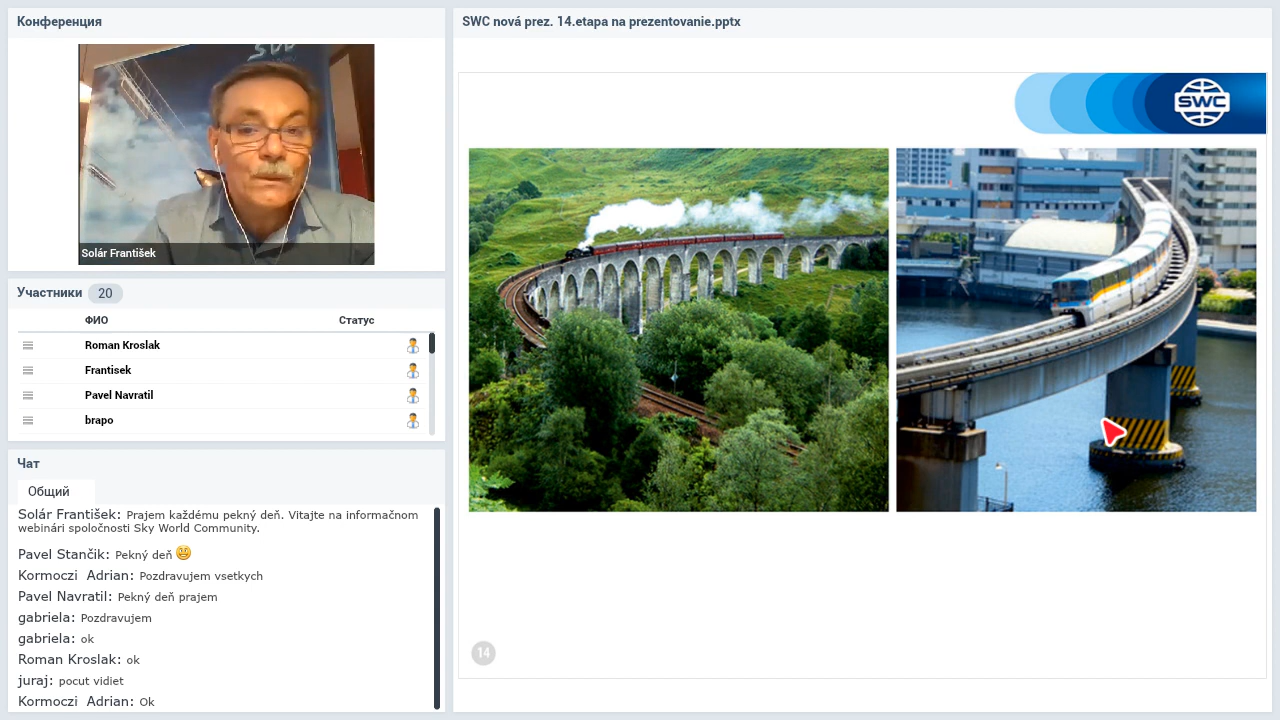 Конференция
Solár František
Участники 20
ФИО Статус
Roman Kroslak
Frantisek
Pavel Navratil
brapo
Чат
Общий
Solár František: Prajem každému pekný deň. Vitajte na informačnom
webinári spoločnosti Sky World Community.
Pavel Stančik: Pekný deň
Kormoczi Adrian: Pozdravujem vsetkych
Pavel Navratil: Pekný deň prajem
gabriela: Pozdravujem
gabriela: ok
Roman Kroslak: ok
juraj: pocut vidiet
Kormoczi Adrian: Ok
SWC nová prez. 14.etapa na prezentovanie.pptx
SWC
14